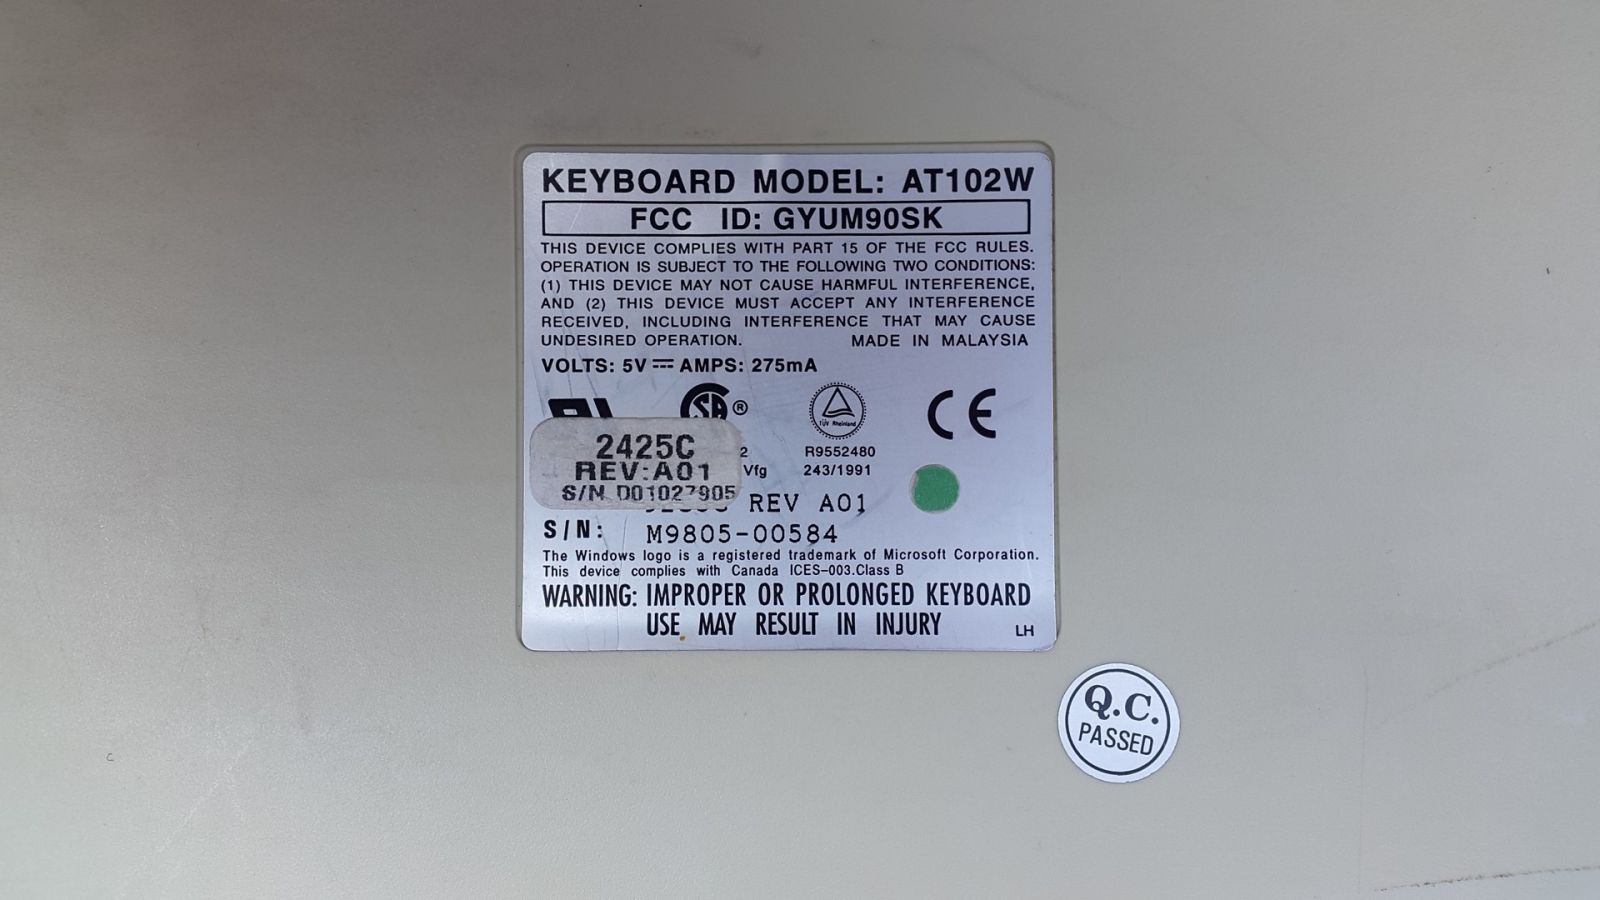 KEYBOARD MODEL: AT102W
FCC ID: GYUM90SK
THIS DEVICE COMPLIES WITH PART 15 OF THE FCC RULES.
OPERATION IS SUBJECT TO THE FOLLOWING TWO CONDITIONS:
(1) THIS DEVICE MAY NOT CAUSE HARMFUL INTERFERENCE,
AND (2) THIS DEVICE MUST ACCEPT ANY INTERFERENCE
RECEIVED, INCLUDING INTERFERENCE THAT MAY CAUSE
UNDESIRED OPERATION. MADE IN MALAYSIA
VOLTS: 5V ⎓ AMPS: 275mA
SA ® TÜV Rheinland CE
2425C
REV:A01
S/N D01027905
2 R9552480
Vfg 243/1991
REV A01
S/N: M9805-00584
The Windows logo is a registered trademark of Microsoft Corporation.
This device complies with Canada ICES-003.Class B
WARNING: IMPROPER OR PROLONGED KEYBOARD
USE MAY RESULT IN INJURY
LH
Q.C.
PASSED